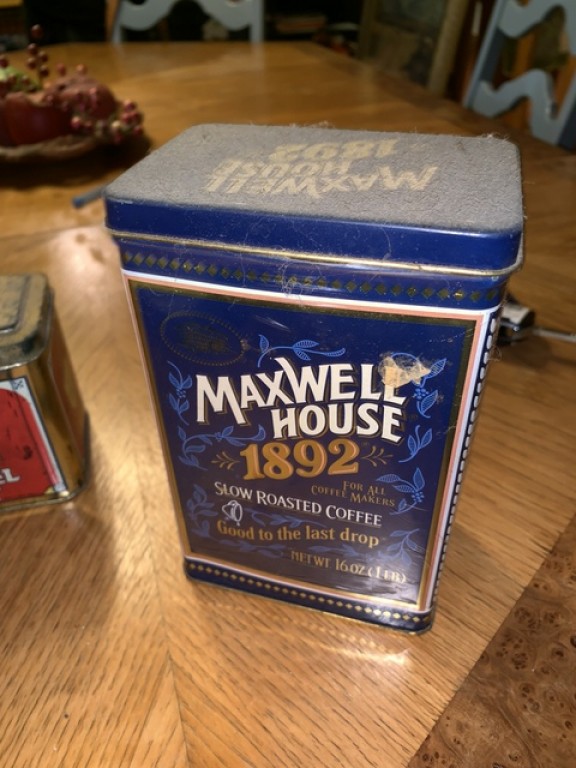 MAXWELL
HOUSE
1892
MAXWELL
HOUSE
1892
FOR ALL
COFFEE MAKERS
SLOW ROASTED COFFEE
Good to the last drop
NET WT 16 OZ (1 LB)
EL